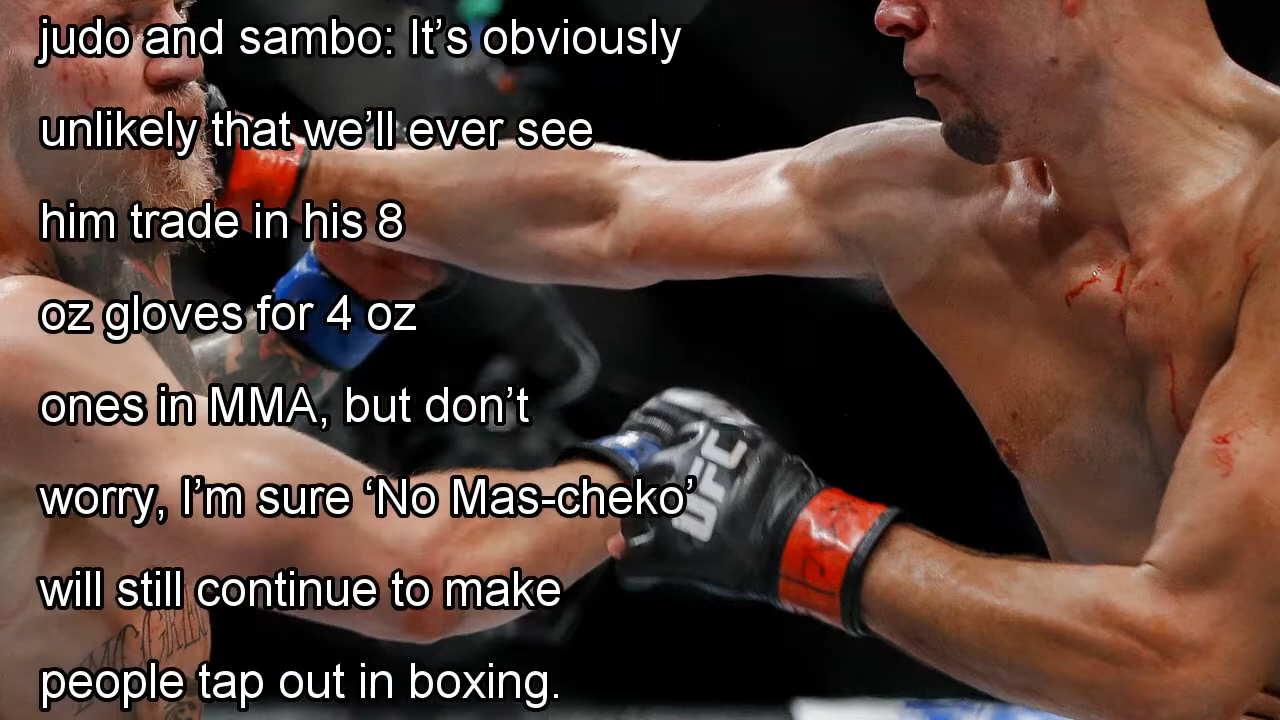 judo and sambo: It’s obviously
unlikely that we’ll ever see
him trade in his 8
oz gloves for 4 oz
ones in MMA, but don’t
worry, I’m sure ‘No Mas-cheko’
will still continue to make
people tap out in boxing.
UFC